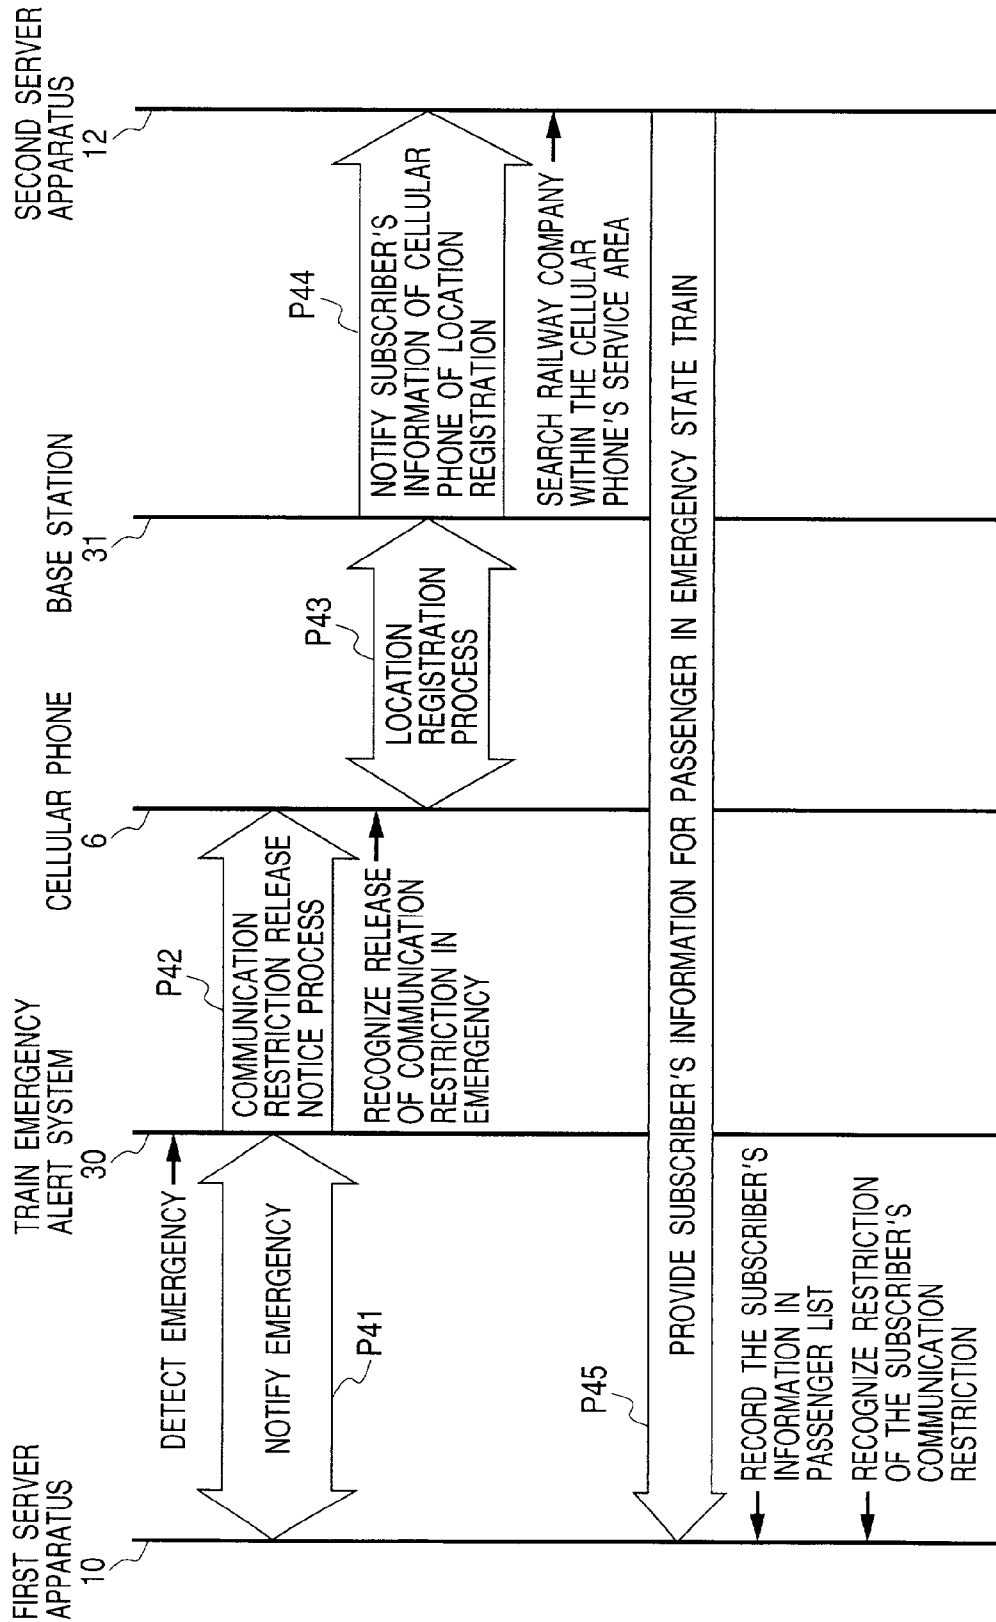 FIRST SERVER
APPARATUS
10
TRAIN EMERGENCY
ALERT SYSTEM
30
CELLULAR PHONE
6
BASE STATION
31
SECOND SERVER
APPARATUS
12
DETECT EMERGENCY
NOTIFY EMERGENCY
P41
P42
COMMUNICATION
RESTRICTION RELEASE
NOTICE PROCESS
RECOGNIZE RELEASE
OF COMMUNICATION
RESTRICTION IN
EMERGENCY
P43
LOCATION
REGISTRATION
PROCESS
P44
NOTIFY SUBSCRIBER'S
INFORMATION OF CELLULAR
PHONE OF LOCATION
REGISTRATION
SEARCH RAILWAY COMPANY
WITHIN THE CELLULAR
PHONE'S SERVICE AREA
P45
PROVIDE SUBSCRIBER'S INFORMATION FOR PASSENGER IN EMERGENCY STATE TRAIN
RECORD THE SUBSCRIBER'S
INFORMATION IN
PASSENGER LIST
RECOGNIZE RESTRICTION
OF THE SUBSCRIBER'S
COMMUNICATION
RESTRICTION